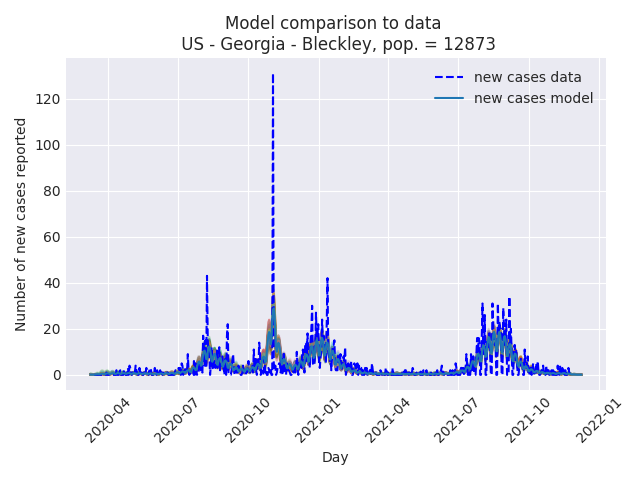 Model comparison to data
US - Georgia - Bleckley, pop. = 12873
new cases data
new cases model
Number of new cases reported
120
100
80
60
40
20
0
2020-04
2020-07
2020-10
2021-01
2021-04
2021-07
2021-10
2022-01
Day